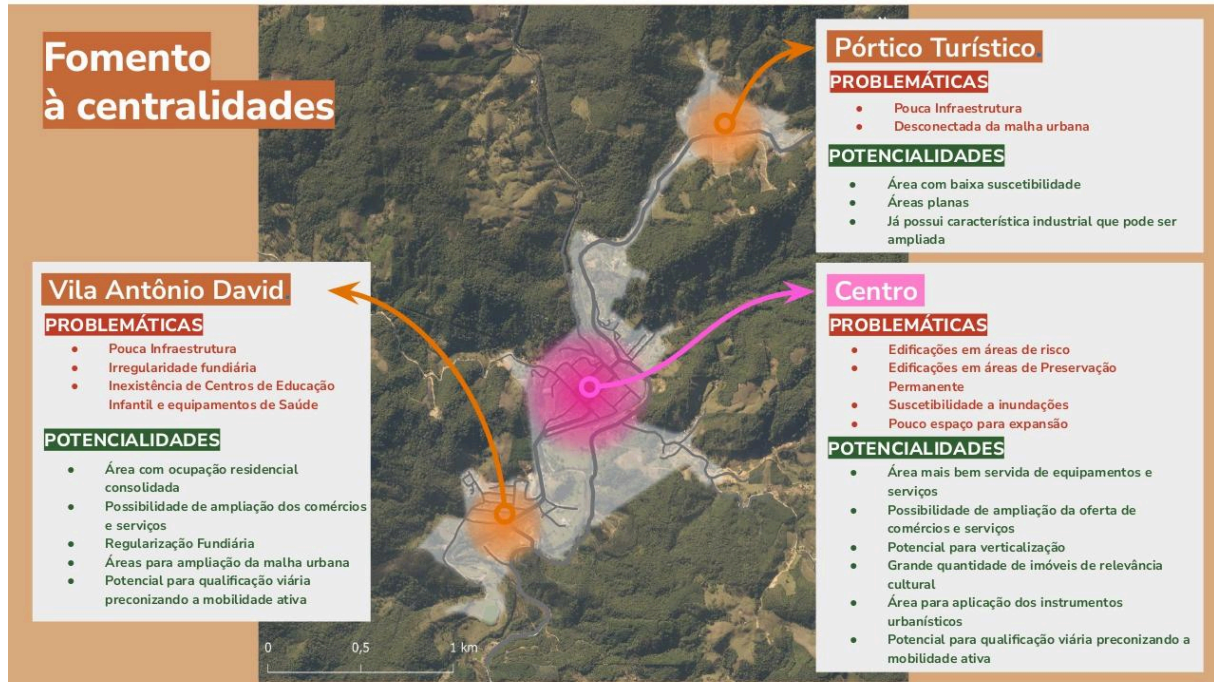 Fomento
à centralidades
Pórtico Turístico.
PROBLEMÁTICAS
● Pouca Infraestrutura
● Desconectada da malha urbana
POTENCIALIDADES
● Área com baixa suscetibilidade
● Áreas planas
● Já possui característica industrial que pode ser
ampliada
Vila Antônio David.
PROBLEMÁTICAS
● Pouca Infraestrutura
● Irregularidade fundiária
● Inexistência de Centros de Educação
Infantil e equipamentos de Saúde
POTENCIALIDADES
● Área com ocupação residencial
consolidada
● Possibilidade de ampliação dos comércios
e serviços
● Regularização Fundiária
● Áreas para ampliação da malha urbana
● Potencial para qualificação viária
preconizando a mobilidade ativa
Centro
PROBLEMÁTICAS
● Edificações em áreas de risco
● Edificações em áreas de Preservação
Permanente
● Suscetibilidade a inundações
● Pouco espaço para expansão
POTENCIALIDADES
● Área mais bem servida de equipamentos e
serviços
● Possibilidade de ampliação da oferta de
comércios e serviços
● Potencial para verticalização
● Grande quantidade de imóveis de relevância
cultural
● Área para aplicação dos instrumentos
urbanísticos
● Potencial para qualificação viária preconizando a
mobilidade ativa
0 0,5 1 km